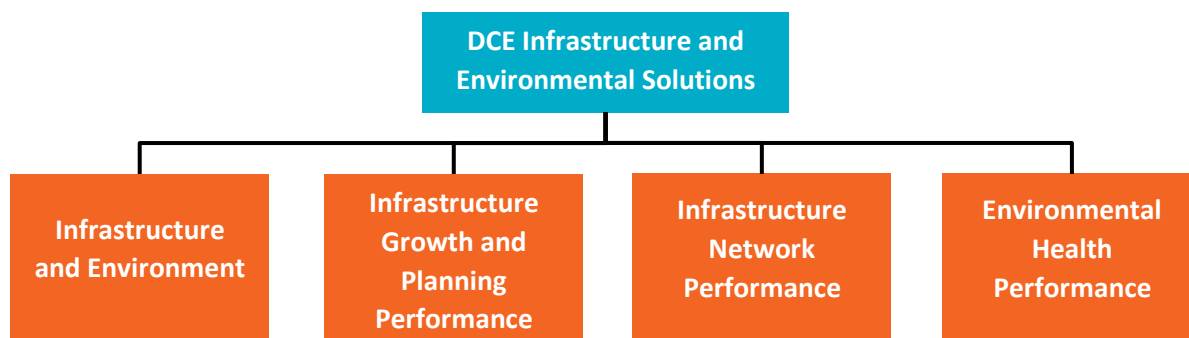 DCE Infrastructure and
Environmental Solutions
Infrastructure
and Environment
Infrastructure
Growth and
Planning
Performance
Infrastructure
Network
Performance
Environmental
Health
Performance